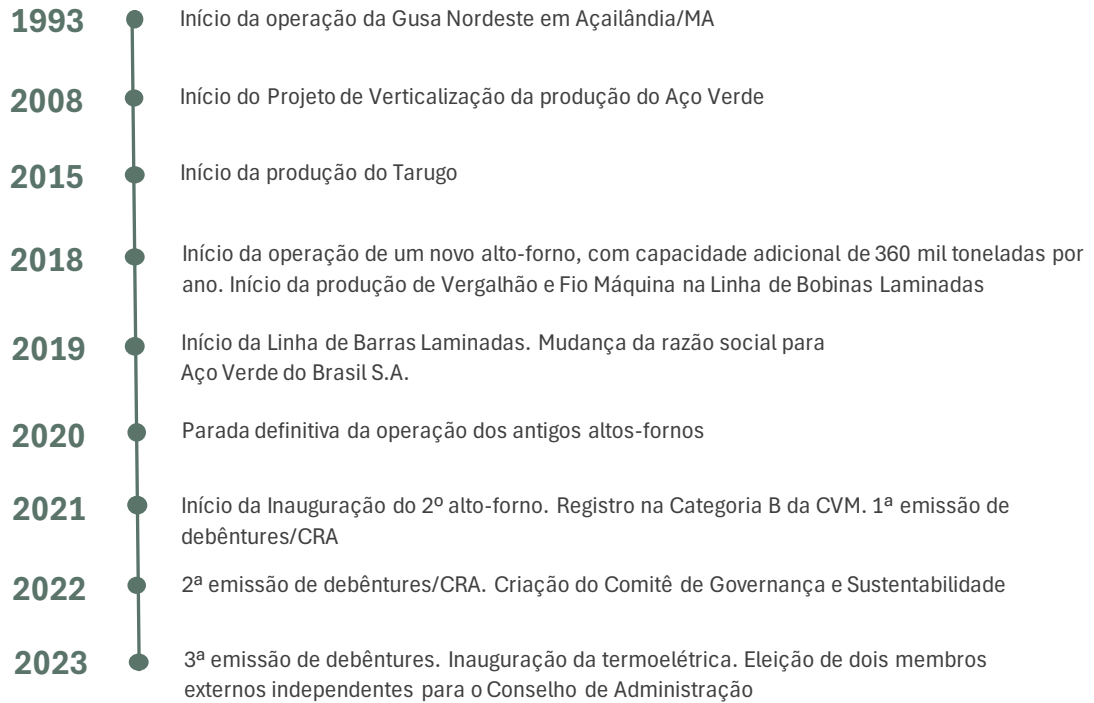 1993 Início da operação da Gusa Nordeste em Açailândia/MA
2008 Início do Projeto de Verticalização da produção do Aço Verde
2015 Início da produção do Tarugo
2018 Início da operação de um novo alto-forno, com capacidade adicional de 360 mil toneladas por
ano. Início da produção de Vergalhão e Fio Máquina na Linha de Bobinas Laminadas
2019 Início da Linha de Barras Laminadas. Mudança da razão social para
Aço Verde do Brasil S.A.
2020 Parada definitiva da operação dos antigos altos-fornos
2021 Início da Inauguração do 2º alto-forno. Registro na Categoria B da CVM. 1ª emissão de
debêntures/CRA
2022 2ª emissão de debêntures/CRA. Criação do Comitê de Governança e Sustentabilidade
2023 3ª emissão de debêntures. Inauguração da termoelétrica. Eleição de dois membros
externos independentes para o Conselho de Administração